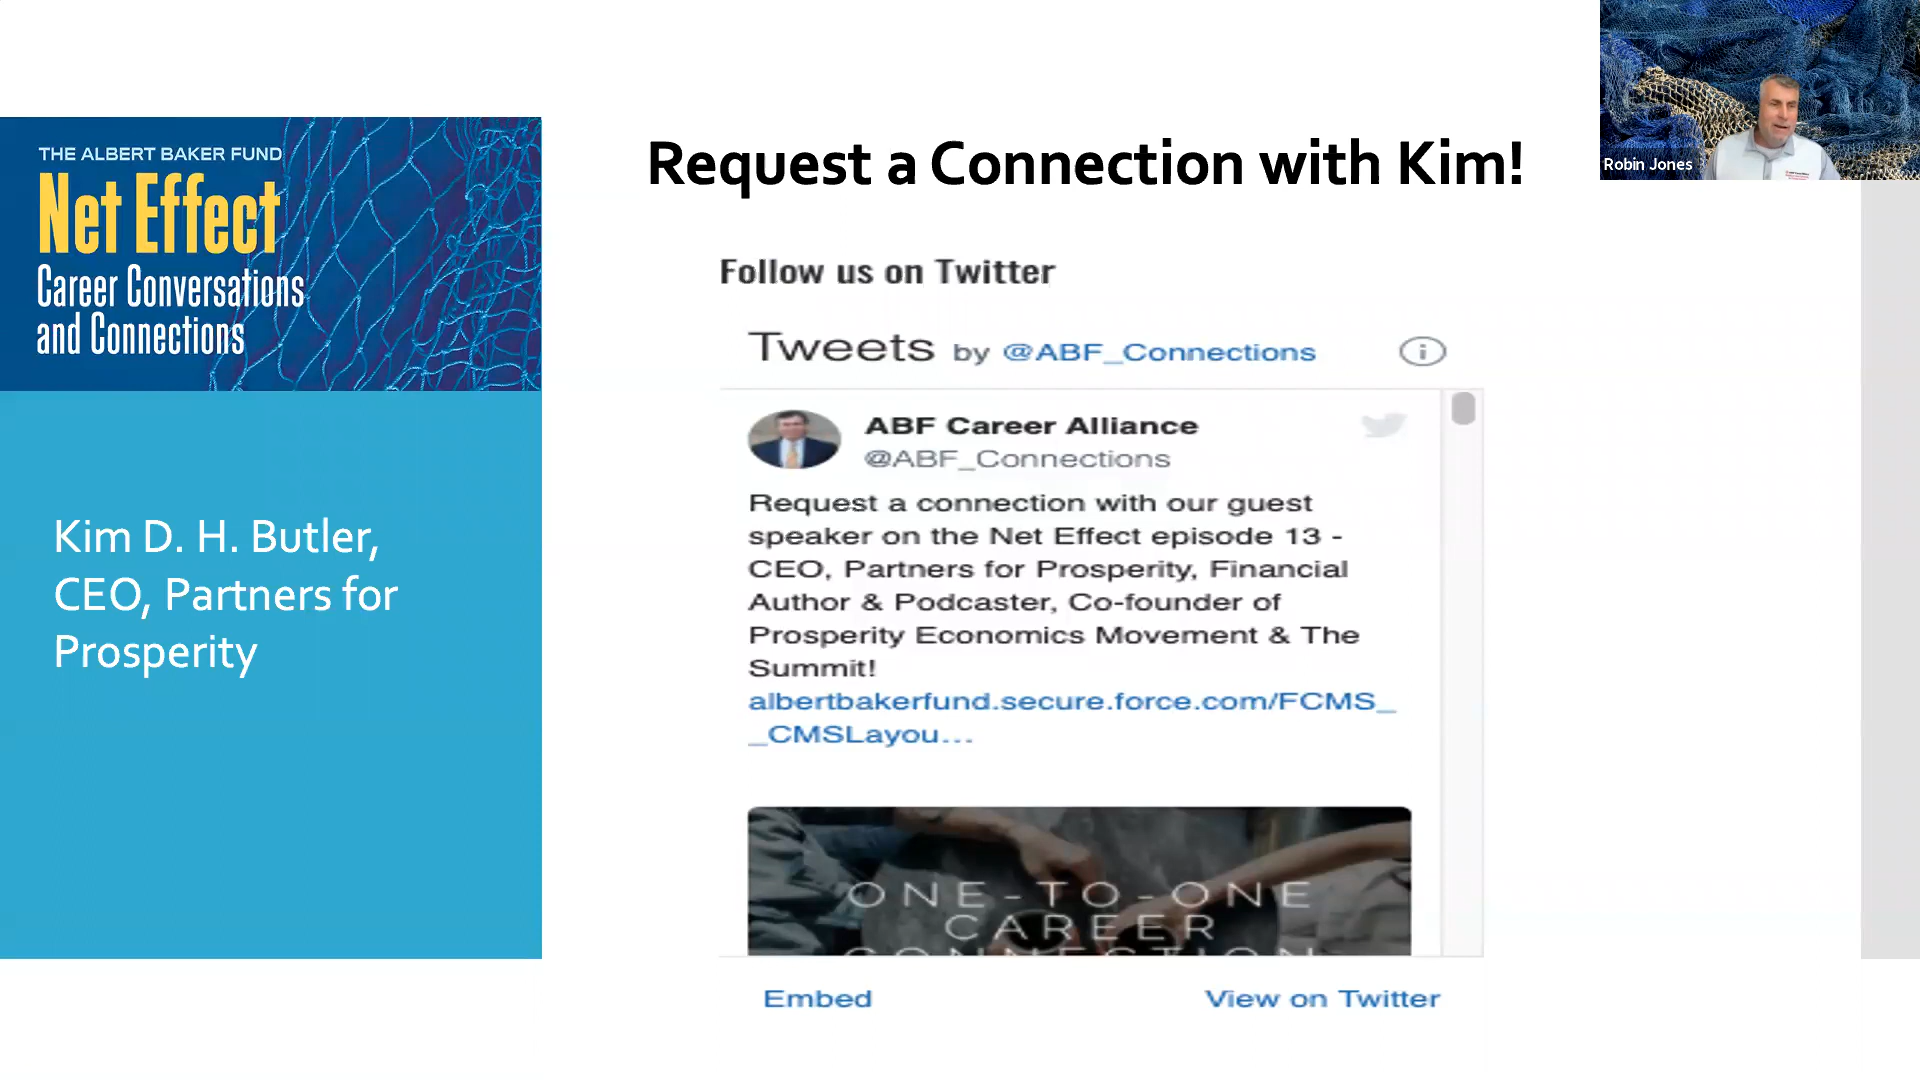 Robin Jones
THE ALBERT BAKER FUND
Net Effect
Career Conversations
and Connections
Kim D. H. Butler,
CEO, Partners for
Prosperity
Request a Connection with Kim!
Follow us on Twitter
Tweets by @ABF_Connections
ABF Career Alliance
@ABF_Connections
Request a connection with our guest
speaker on the Net Effect episode 13 -
CEO, Partners for Prosperity, Financial
Author & Podcaster, Co-founder of
Prosperity Economics Movement & The
Summit!
albertbakerfund.secure.force.com/FCMS_
_CMSLayou…
ONE-TO-ONE
CAREER
CONNECTION
Embed
View on Twitter